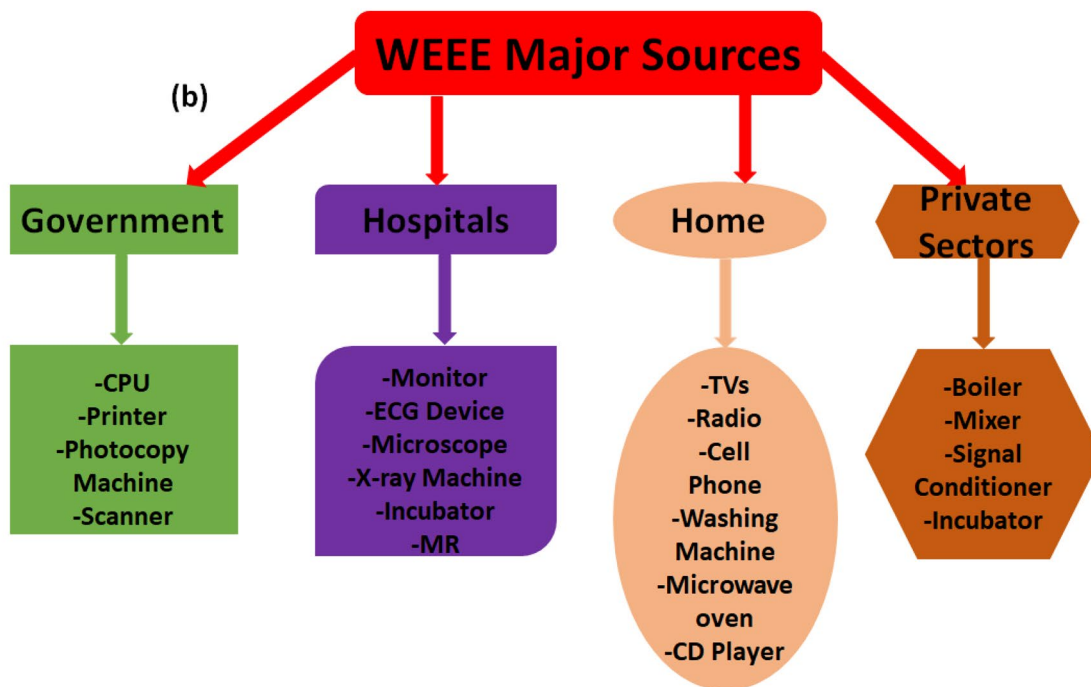 WEEE Major Sources
(b)
Government
Hospitals
Home
Private
Sectors
-CPU
-Printer
-Photocopy
Machine
-Scanner
-Monitor
-ECG Device
-Microscope
-X-ray Machine
-Incubator
-MR
-TVs
-Radio
-Cell
Phone
-Washing
Machine
-Microwave
oven
-CD Player
-Boiler
-Mixer
-Signal
Conditioner
-Incubator